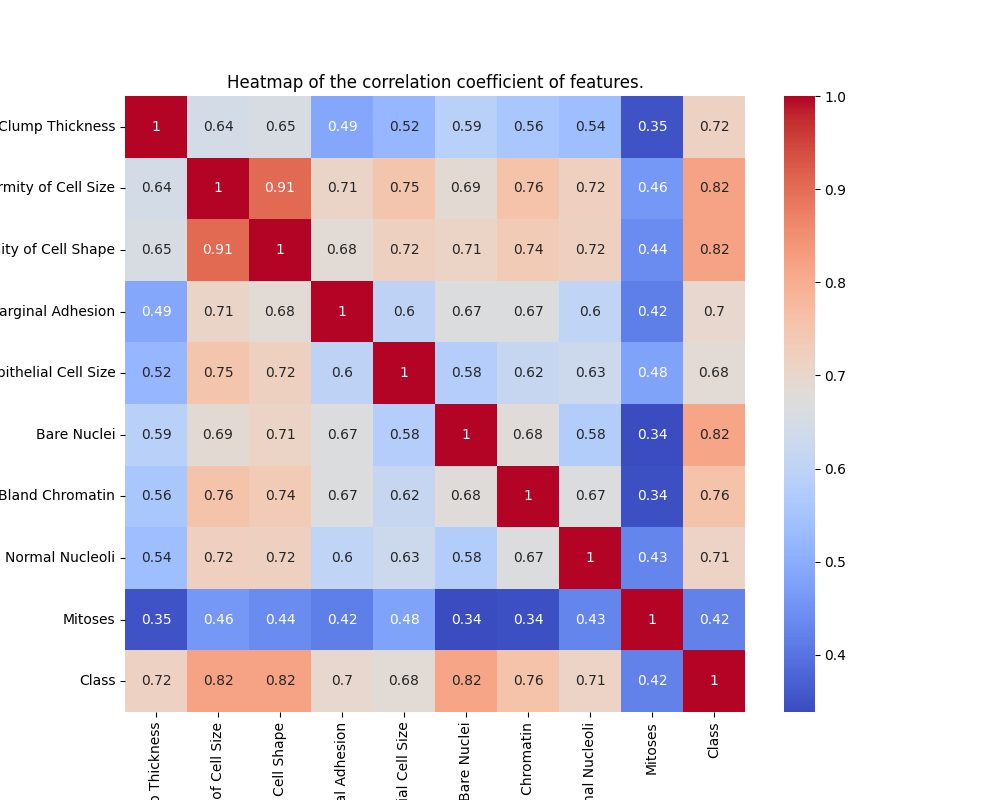 Heatmap of the correlation coefficient of features.
Clump Thickness 1 0.64 0.65 0.49 0.52 0.59 0.56 0.54 0.35 0.72
rmity of Cell Size 0.64 1 0.91 0.71 0.75 0.69 0.76 0.72 0.46 0.82
ity of Cell Shape 0.65 0.91 1 0.68 0.72 0.71 0.74 0.72 0.44 0.82
arginal Adhesion 0.49 0.71 0.68 1 0.6 0.67 0.67 0.6 0.42 0.7
pithelial Cell Size 0.52 0.75 0.72 0.6 1 0.58 0.62 0.63 0.48 0.68
Bare Nuclei 0.59 0.69 0.71 0.67 0.58 1 0.68 0.58 0.34 0.82
Bland Chromatin 0.56 0.76 0.74 0.67 0.62 0.68 1 0.67 0.34 0.76
Normal Nucleoli 0.54 0.72 0.72 0.6 0.63 0.58 0.67 1 0.43 0.71
Mitoses 0.35 0.46 0.44 0.42 0.48 0.34 0.34 0.43 1 0.42
Class 0.72 0.82 0.82 0.7 0.68 0.82 0.76 0.71 0.42 1
p Thickness
of Cell Size
Cell Shape
al Adhesion
ial Cell Size
Bare Nuclei
Chromatin
nal Nucleoli
Mitoses
Class
1.0
0.9
0.8
0.7
0.6
0.5
0.4